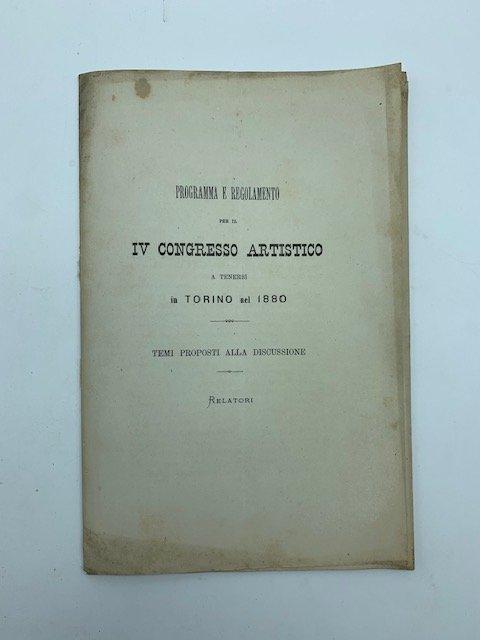 PROGRAMMA E REGOLAMENTO
PER IL
IV CONGRESSO ARTISTICO
A TENERSI
in TORINO nel 1880
TEMI PROPOSTI ALLA DISCUSSIONE
RELATORI